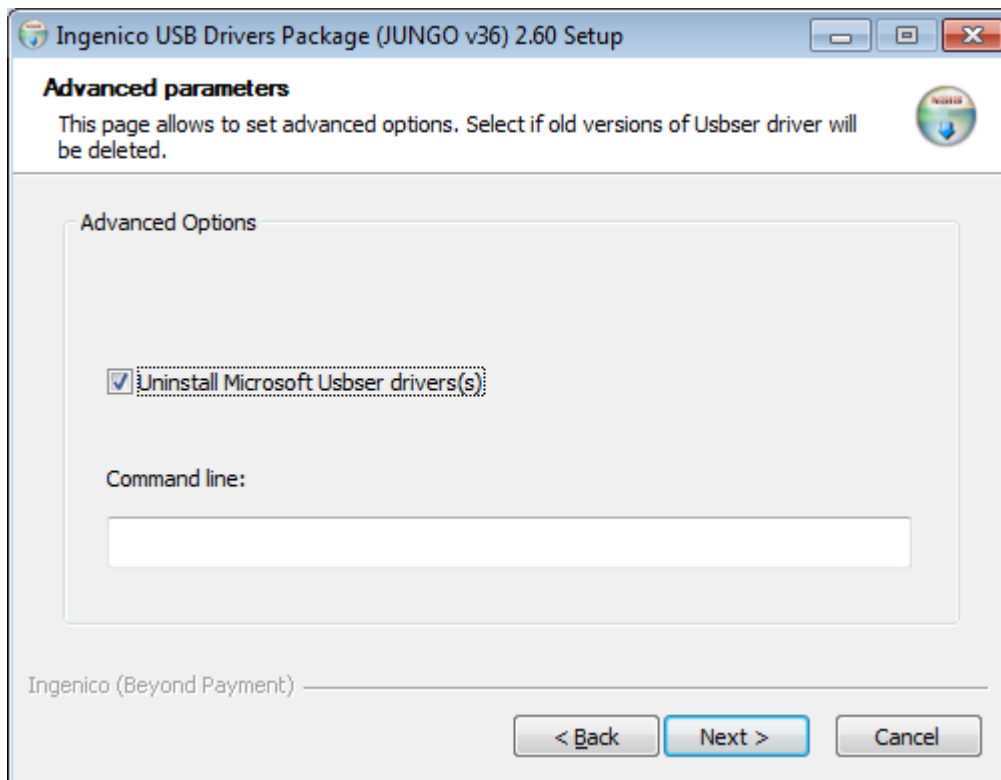 Ingenico USB Drivers Package (JUNGO v36) 2.60 Setup
Advanced parameters
This page allows to set advanced options. Select if old versions of Usbser driver will
be deleted.
NSIS
Advanced Options
Uninstall Microsoft Usbser drivers(s)
Command line:
Ingenico (Beyond Payment)
< Back
Next >
Cancel